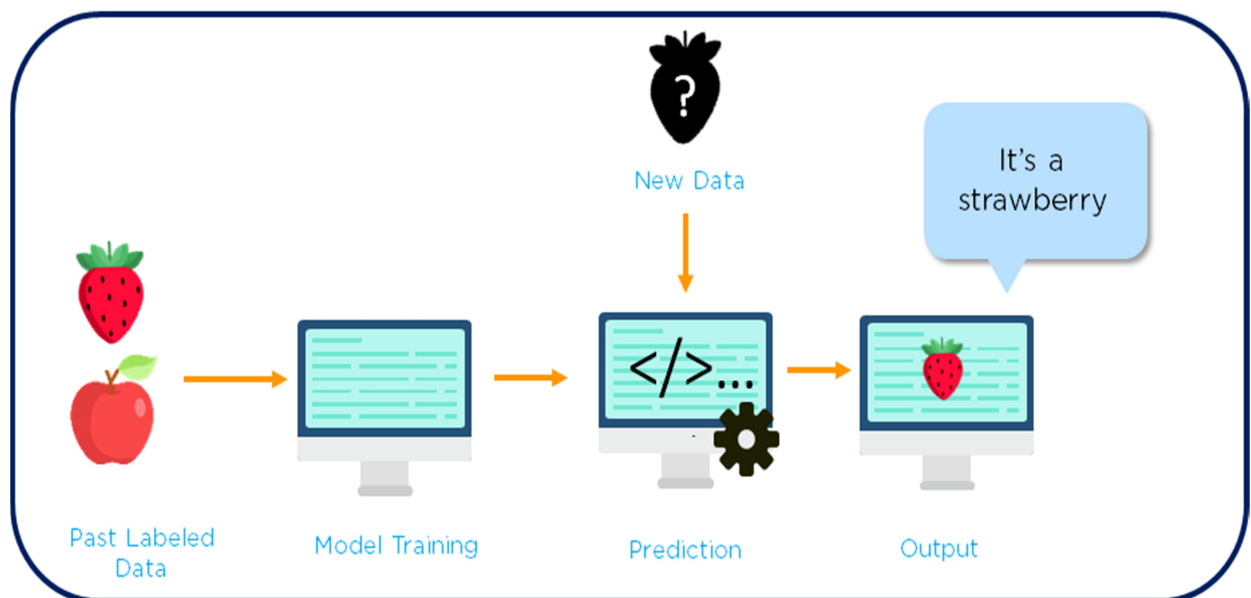 ?
New Data
It's a
strawberry
</>...
Past Labeled
Data
Model Training
Prediction
Output